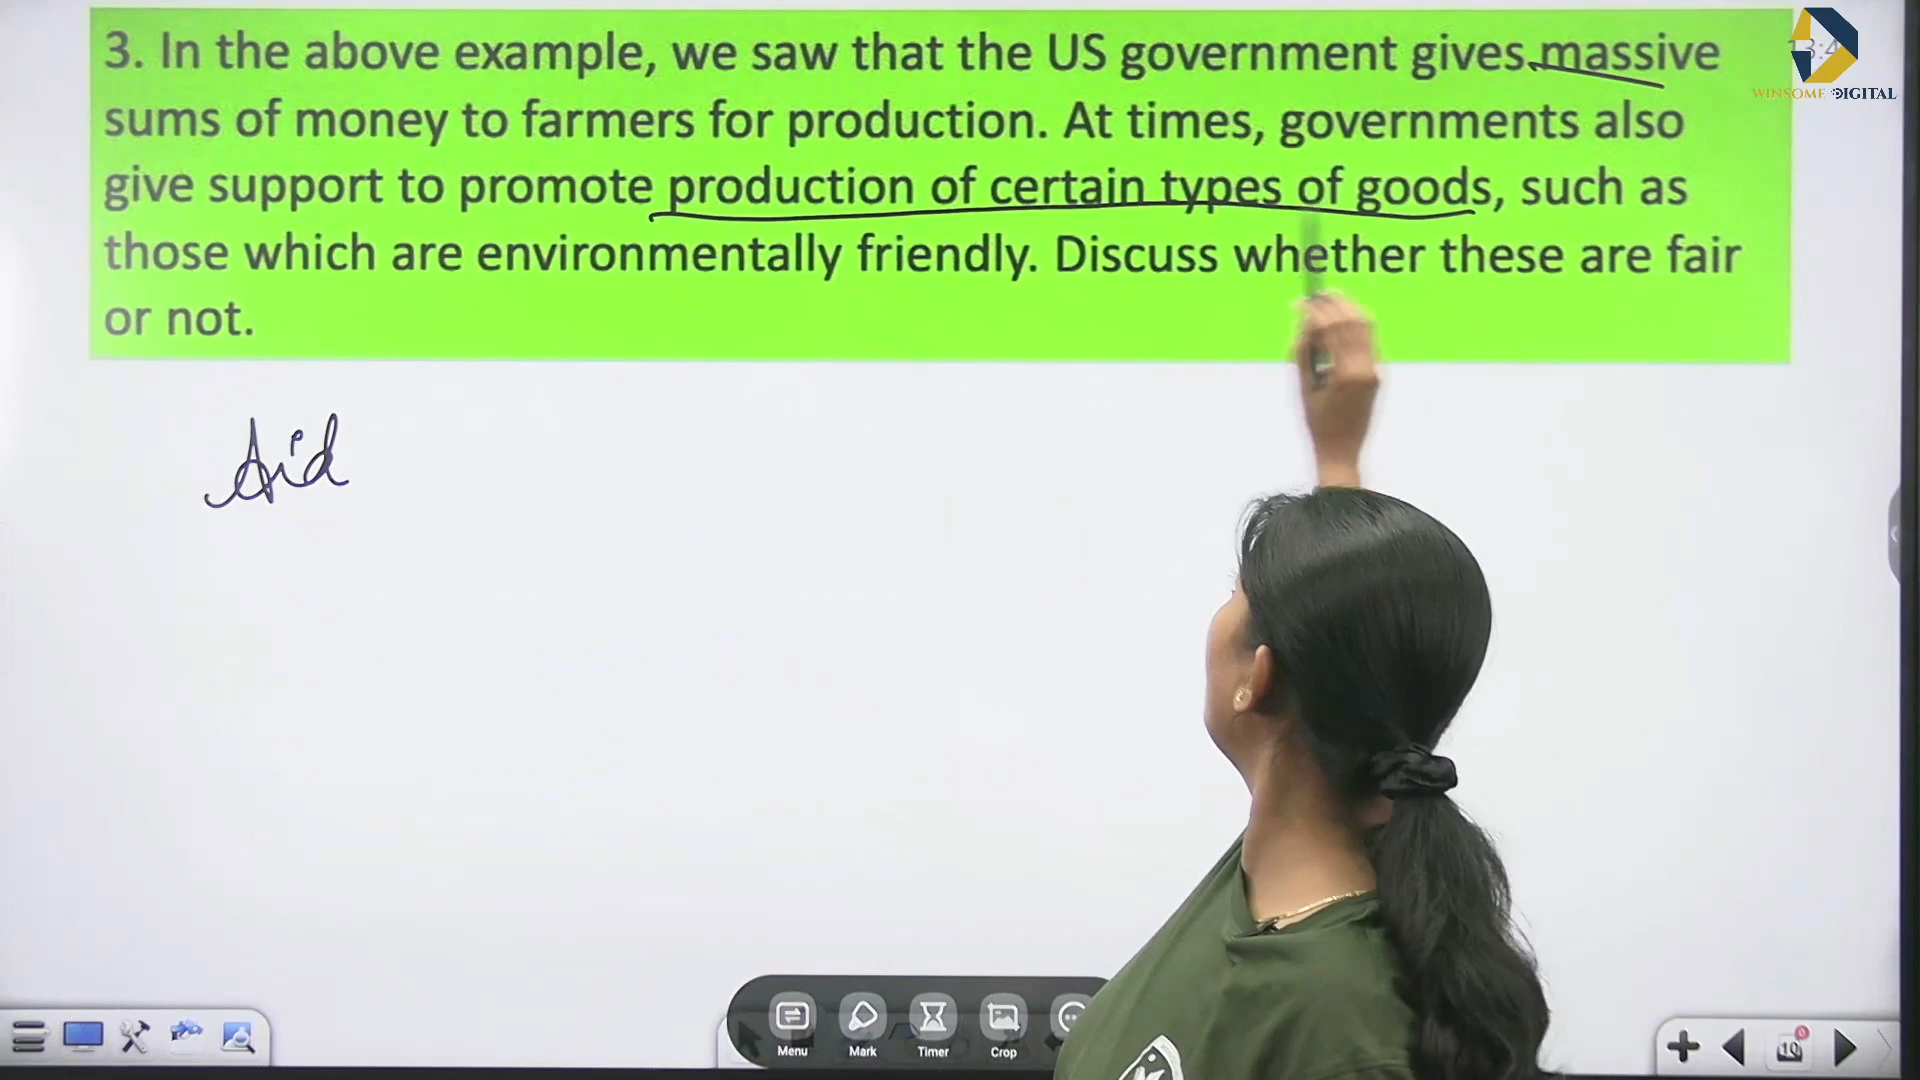 3. In the above example, we saw that the US government gives massive
sums of money to farmers for production. At times, governments also
give support to promote production of certain types of goods, such as
those which are environmentally friendly. Discuss whether these are fair
or not.
WINSOME DIGITAL
Aid
Menu
Mark
Timer
Crop
10